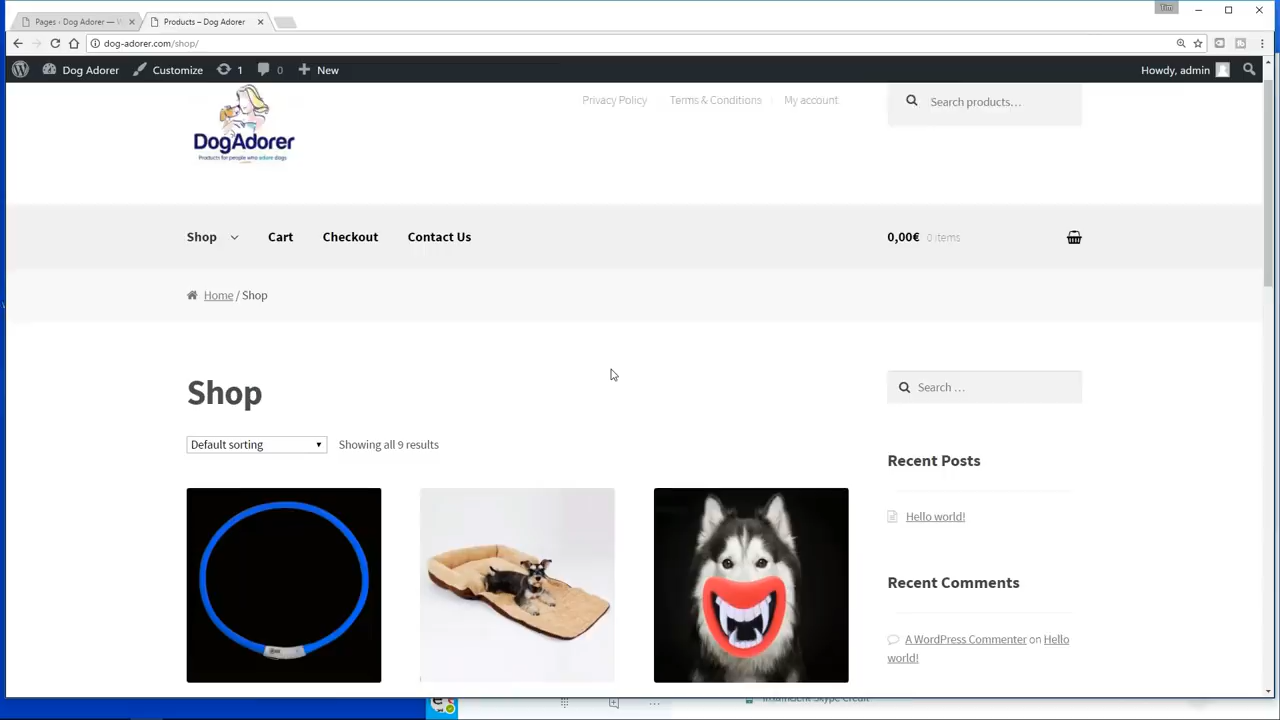 Tim
Pages ‹ Dog Adorer —
Products – Dog Adorer
dog-adorer.com/shop/
Dog Adorer
Customize
1
0
New
Howdy, admin
DogAdorer
Products for people who adore dogs
Privacy Policy
Terms & Conditions
My account
Search products…
Shop
Cart
Checkout
Contact Us
0,00€ 0 items
Home / Shop
Shop
Default sorting
Showing all 9 results
Search …
Recent Posts
Hello world!
Recent Comments
A WordPress Commenter on Hello
world!